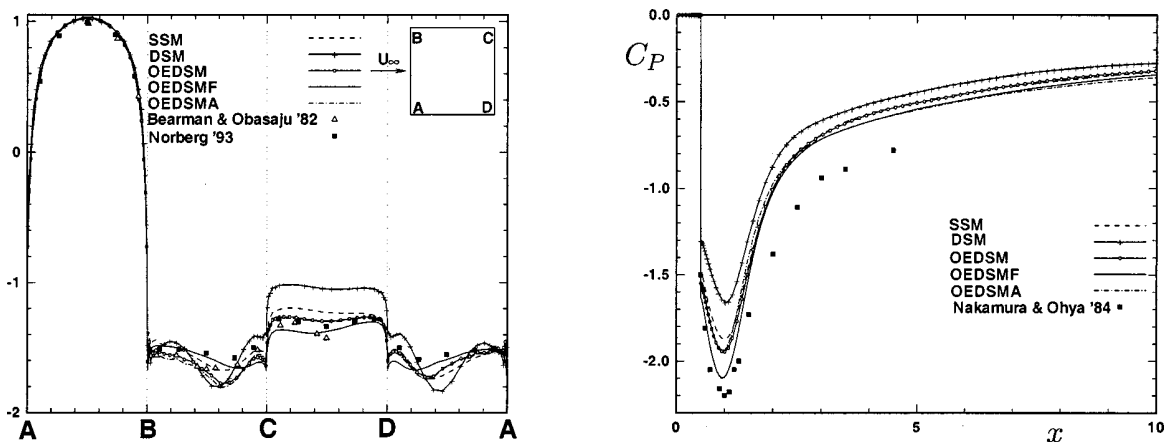 1
0
-1
-2
A B C D A
SSM
DSM
OEDSM
OEDSMF
OEDSMA
Bearman & Obasaju '82
Norberg '93
U∞
B C
A D
0.0
-0.5
-1.0
-1.5
-2.0
C_P
0 5 10
x
SSM
DSM
OEDSM
OEDSMF
OEDSMA
Nakamura & Ohya '84